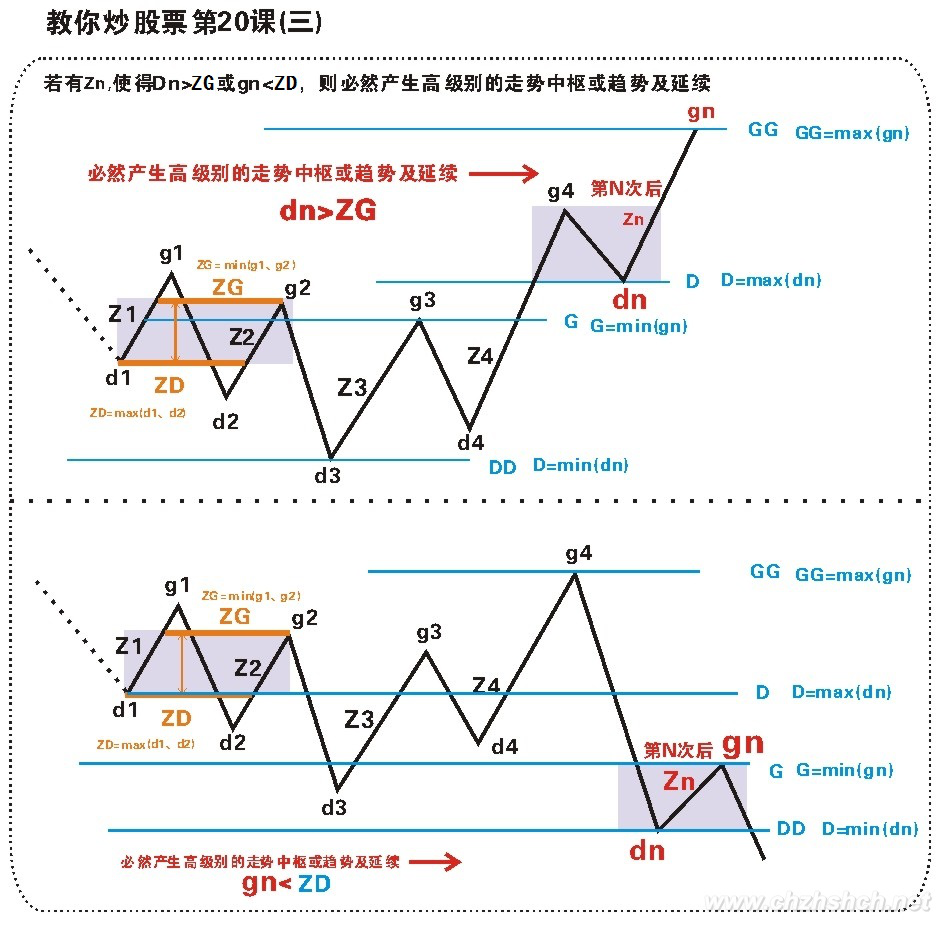 教你炒股票第20课(三)
若有Zn,使得Dn>ZG或gn<ZD，则必然产生高级别的走势中枢或趋势及延续
gn
GG GG=max(gn)
必然产生高级别的走势中枢或趋势及延续
dn>ZG
g4
第N次后
Zn
g1
ZG=min(g1、g2)
ZG
g2
g3
D D=max(dn)
dn
Z1
Z2
G G=min(gn)
Z4
d1
ZD
Z3
ZD=max(d1、d2)
d2
d4
d3
DD D=min(dn)
g4
GG GG=max(gn)
g1
ZG=min(g1、g2)
ZG
g2
g3
Z1
Z2
Z4
D D=max(dn)
d1
ZD
Z3
ZD=max(d1、d2)
d2
d4
第N次后
gn
G G=min(gn)
Zn
d3
DD D=min(dn)
dn
必然产生高级别的走势中枢或趋势及延续
gn< ZD
www.chzhshch.net